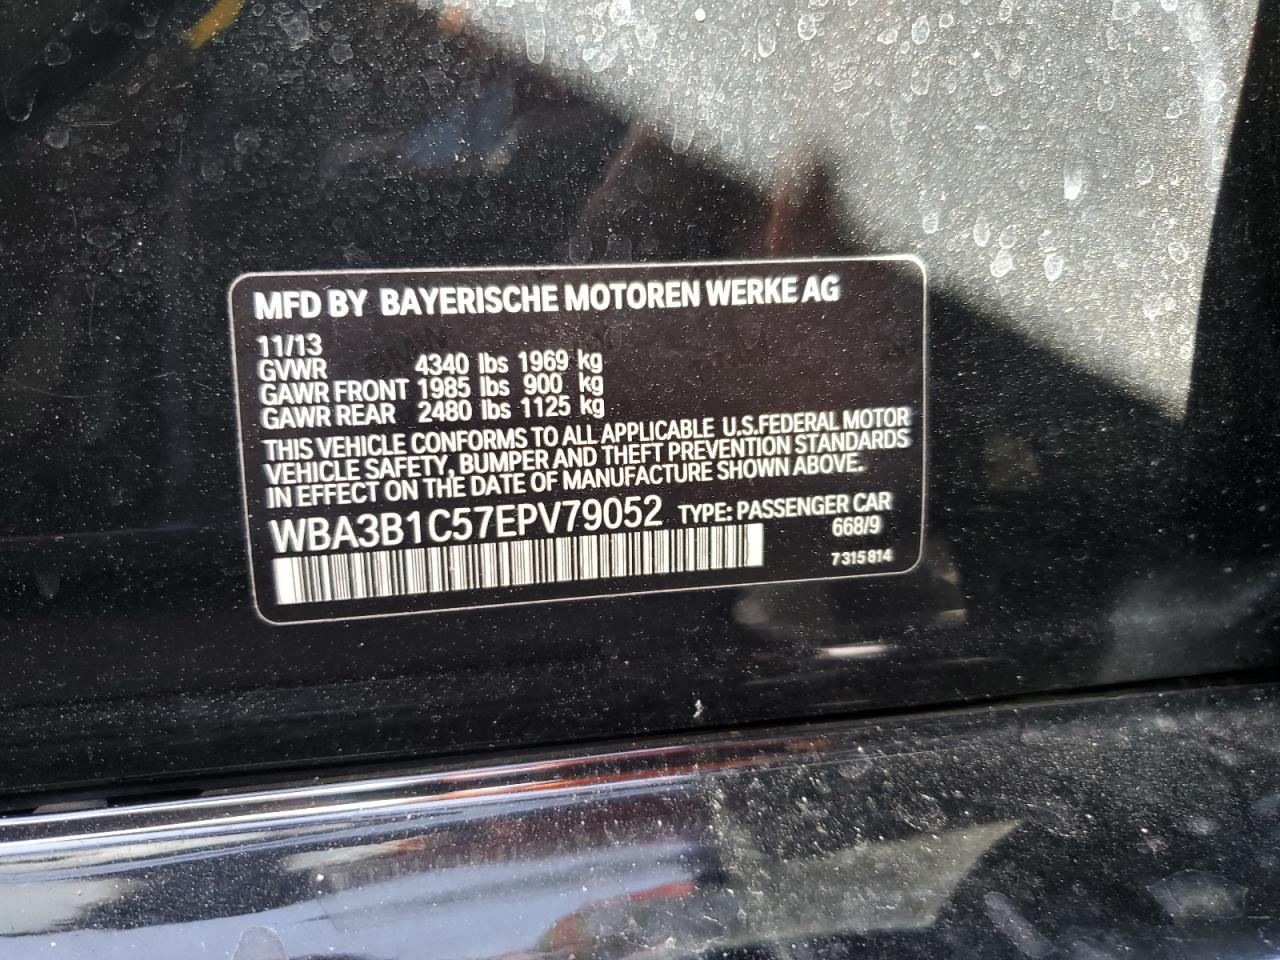 MFD BY BAYERISCHE MOTOREN WERKE AG
11/13
GVWR 4340 lbs 1969 kg
GAWR FRONT 1985 lbs 900 kg
GAWR REAR 2480 lbs 1125 kg
THIS VEHICLE CONFORMS TO ALL APPLICABLE U.S.FEDERAL MOTOR
VEHICLE SAFETY, BUMPER AND THEFT PREVENTION STANDARDS
IN EFFECT ON THE DATE OF MANUFACTURE SHOWN ABOVE.
WBA3B1C57EPV79052 TYPE: PASSENGER CAR
668/9
7 315 814